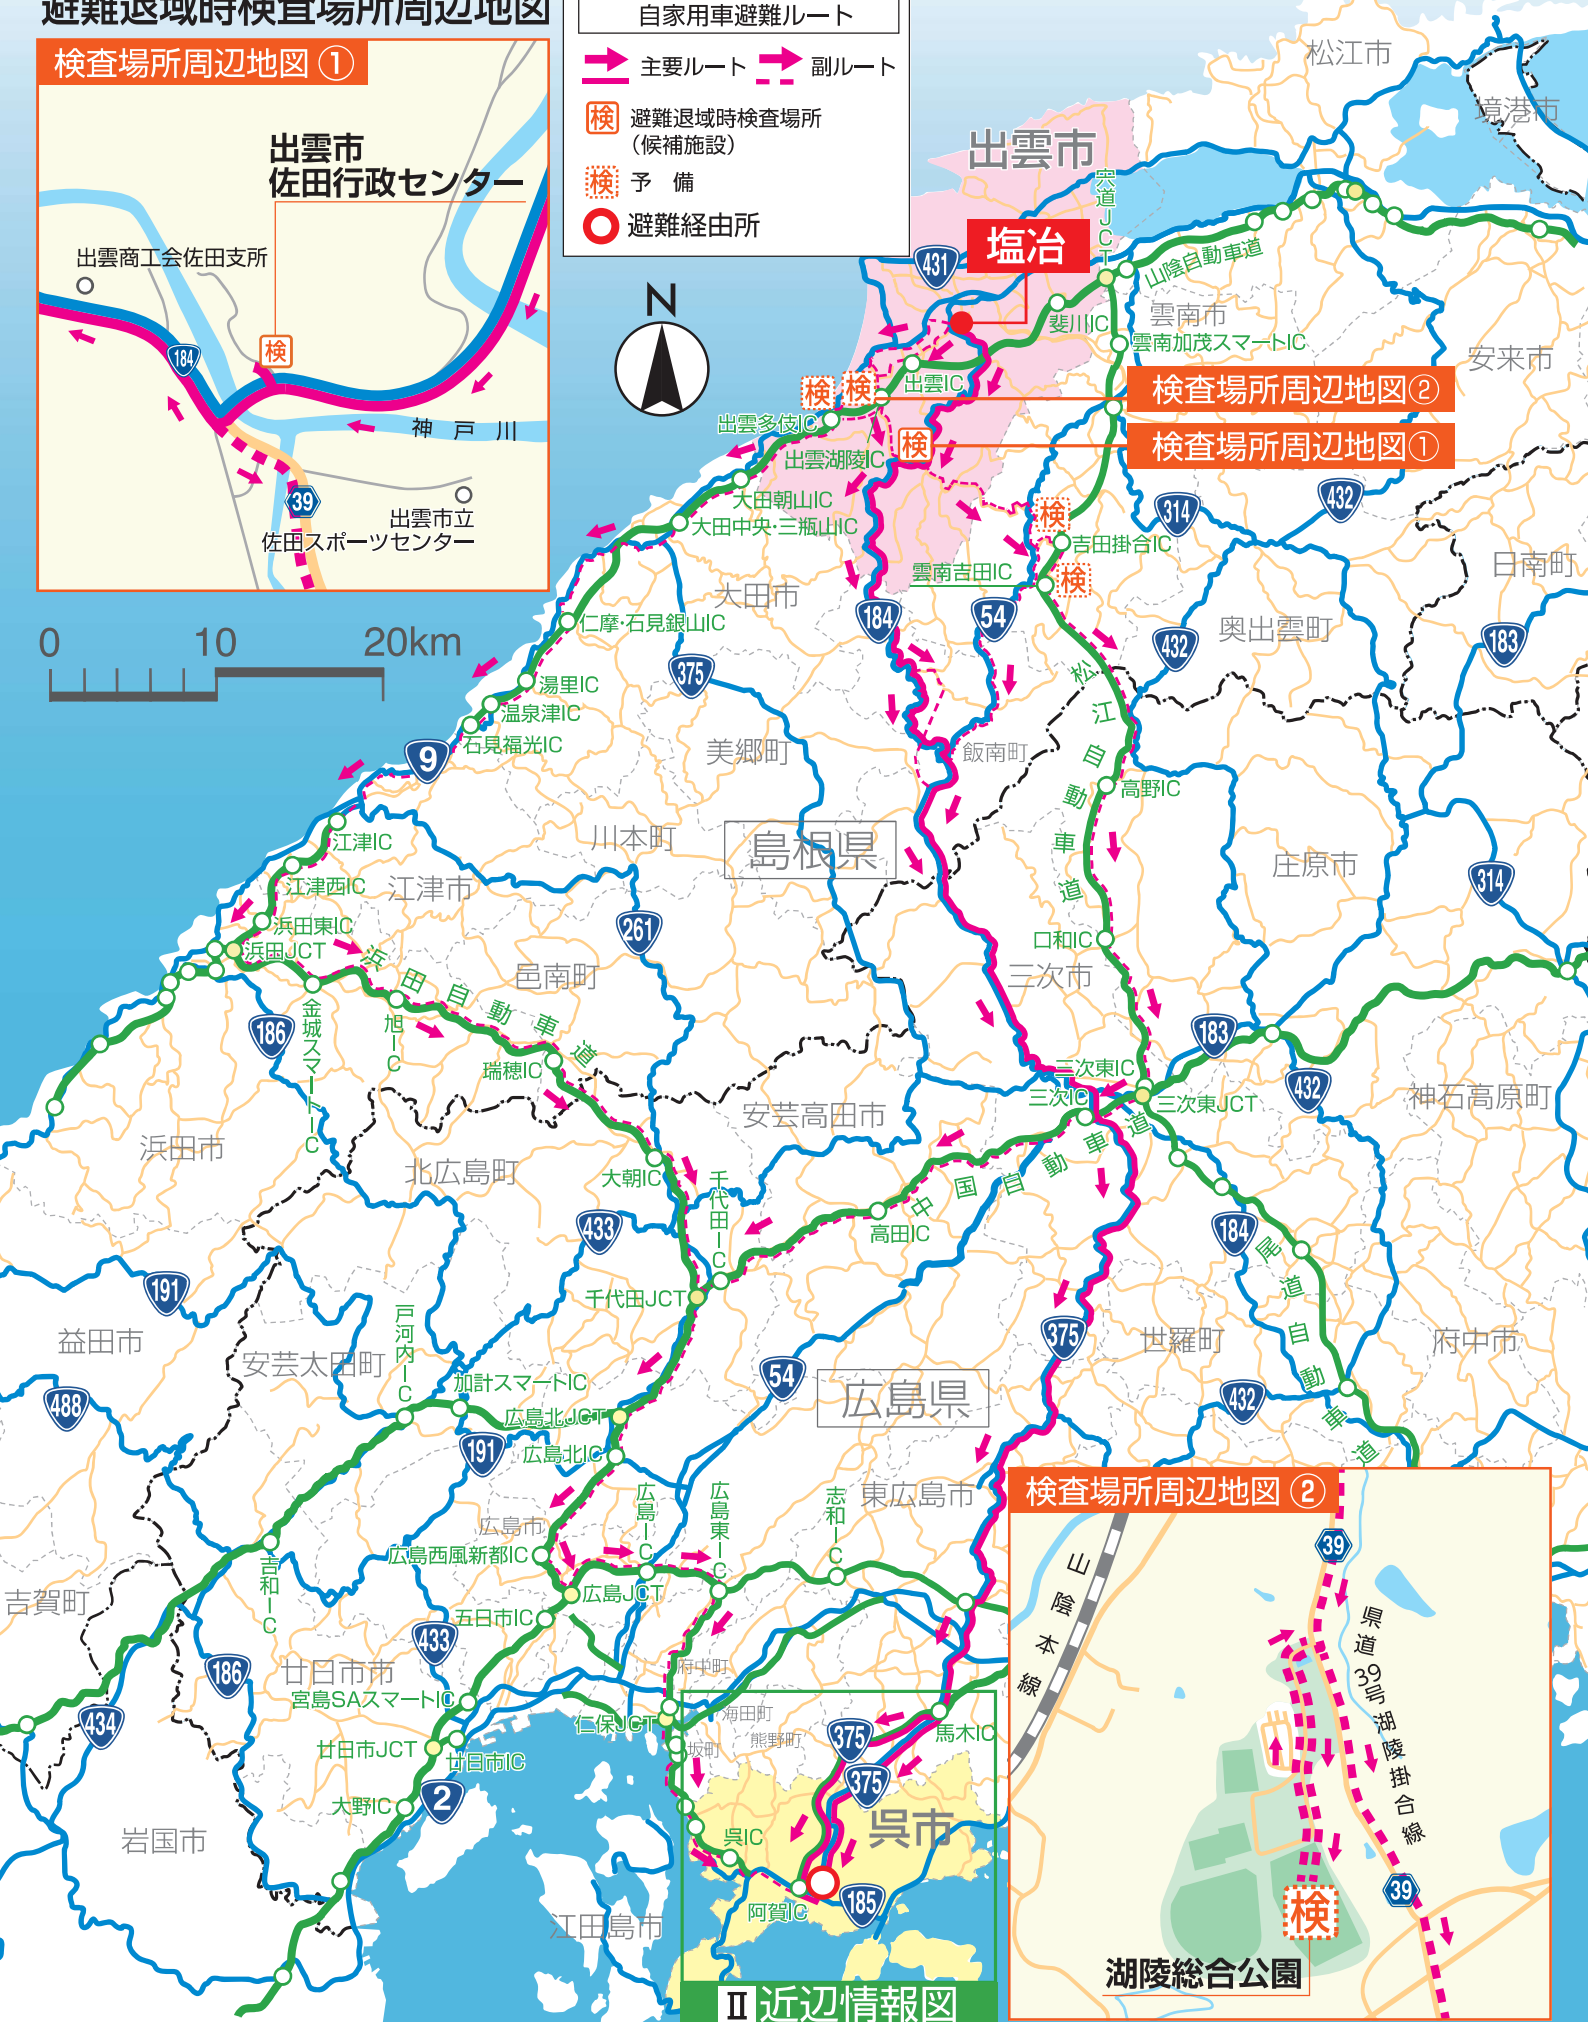 避難退域時検査場所周辺地図
検査場所周辺地図 ①
出雲市
佐田行政センター
出雲商工会佐田支所
検
184
神戸川
39
出雲市立
佐田スポーツセンター
自家用車避難ルート
主要ルート
副ルート
検 避難退域時検査場所
(候補施設)
検 予 備
避難経由所
N
0 10 20km
松江市
境港市
出雲市
宍道JCT
塩冶
431
山陰自動車道
斐川IC
雲南市
雲南加茂スマートIC
安来市
出雲IC
検査場所周辺地図②
検査場所周辺地図①
検
検
検
出雲多伎IC
出雲湖陵IC
大田朝山IC
大田中央・三瓶山IC
検
吉田掛合IC
314
432
日南町
雲南吉田IC
検
大田市
仁摩・石見銀山IC
184
54
432
奥出雲町
183
375
湯里IC
温泉津IC
石見福光IC
松江自動車道
9
美郷町
飯南町
高野IC
江津IC
川本町
島根県
庄原市
314
江津西IC
江津市
浜田東IC
浜田JCT
261
口和IC
浜田自動車道
邑南町
三次市
186
金城スマートIC
旭IC
瑞穂IC
183
三次東IC
三次IC
三次東JCT
432
神石高原町
浜田市
安芸高田市
北広島町
大朝IC
千代田IC
中国自動車道
高田IC
433
184
尾道自動車道
191
千代田JCT
益田市
戸河内IC
安芸太田町
375
世羅町
府中市
加計スマートIC
54
広島県
488
432
広島北JCT
191
広島北IC
広島市
広島IC
広島東IC
志和IC
東広島市
広島西風新都IC
吉和IC
広島JCT
吉賀町
五日市IC
433
186
廿日市市
府中町
宮島SAスマートIC
仁保JCT
海田町
434
坂町
熊野町
375
馬木IC
廿日市JCT
廿日市IC
375
大野IC
2
呉市
岩国市
呉IC
阿賀IC
185
江田島市
Ⅱ 近辺情報図
検査場所周辺地図 ②
39
山陰本線
県道39号湖陵掛合線
39
検
湖陵総合公園